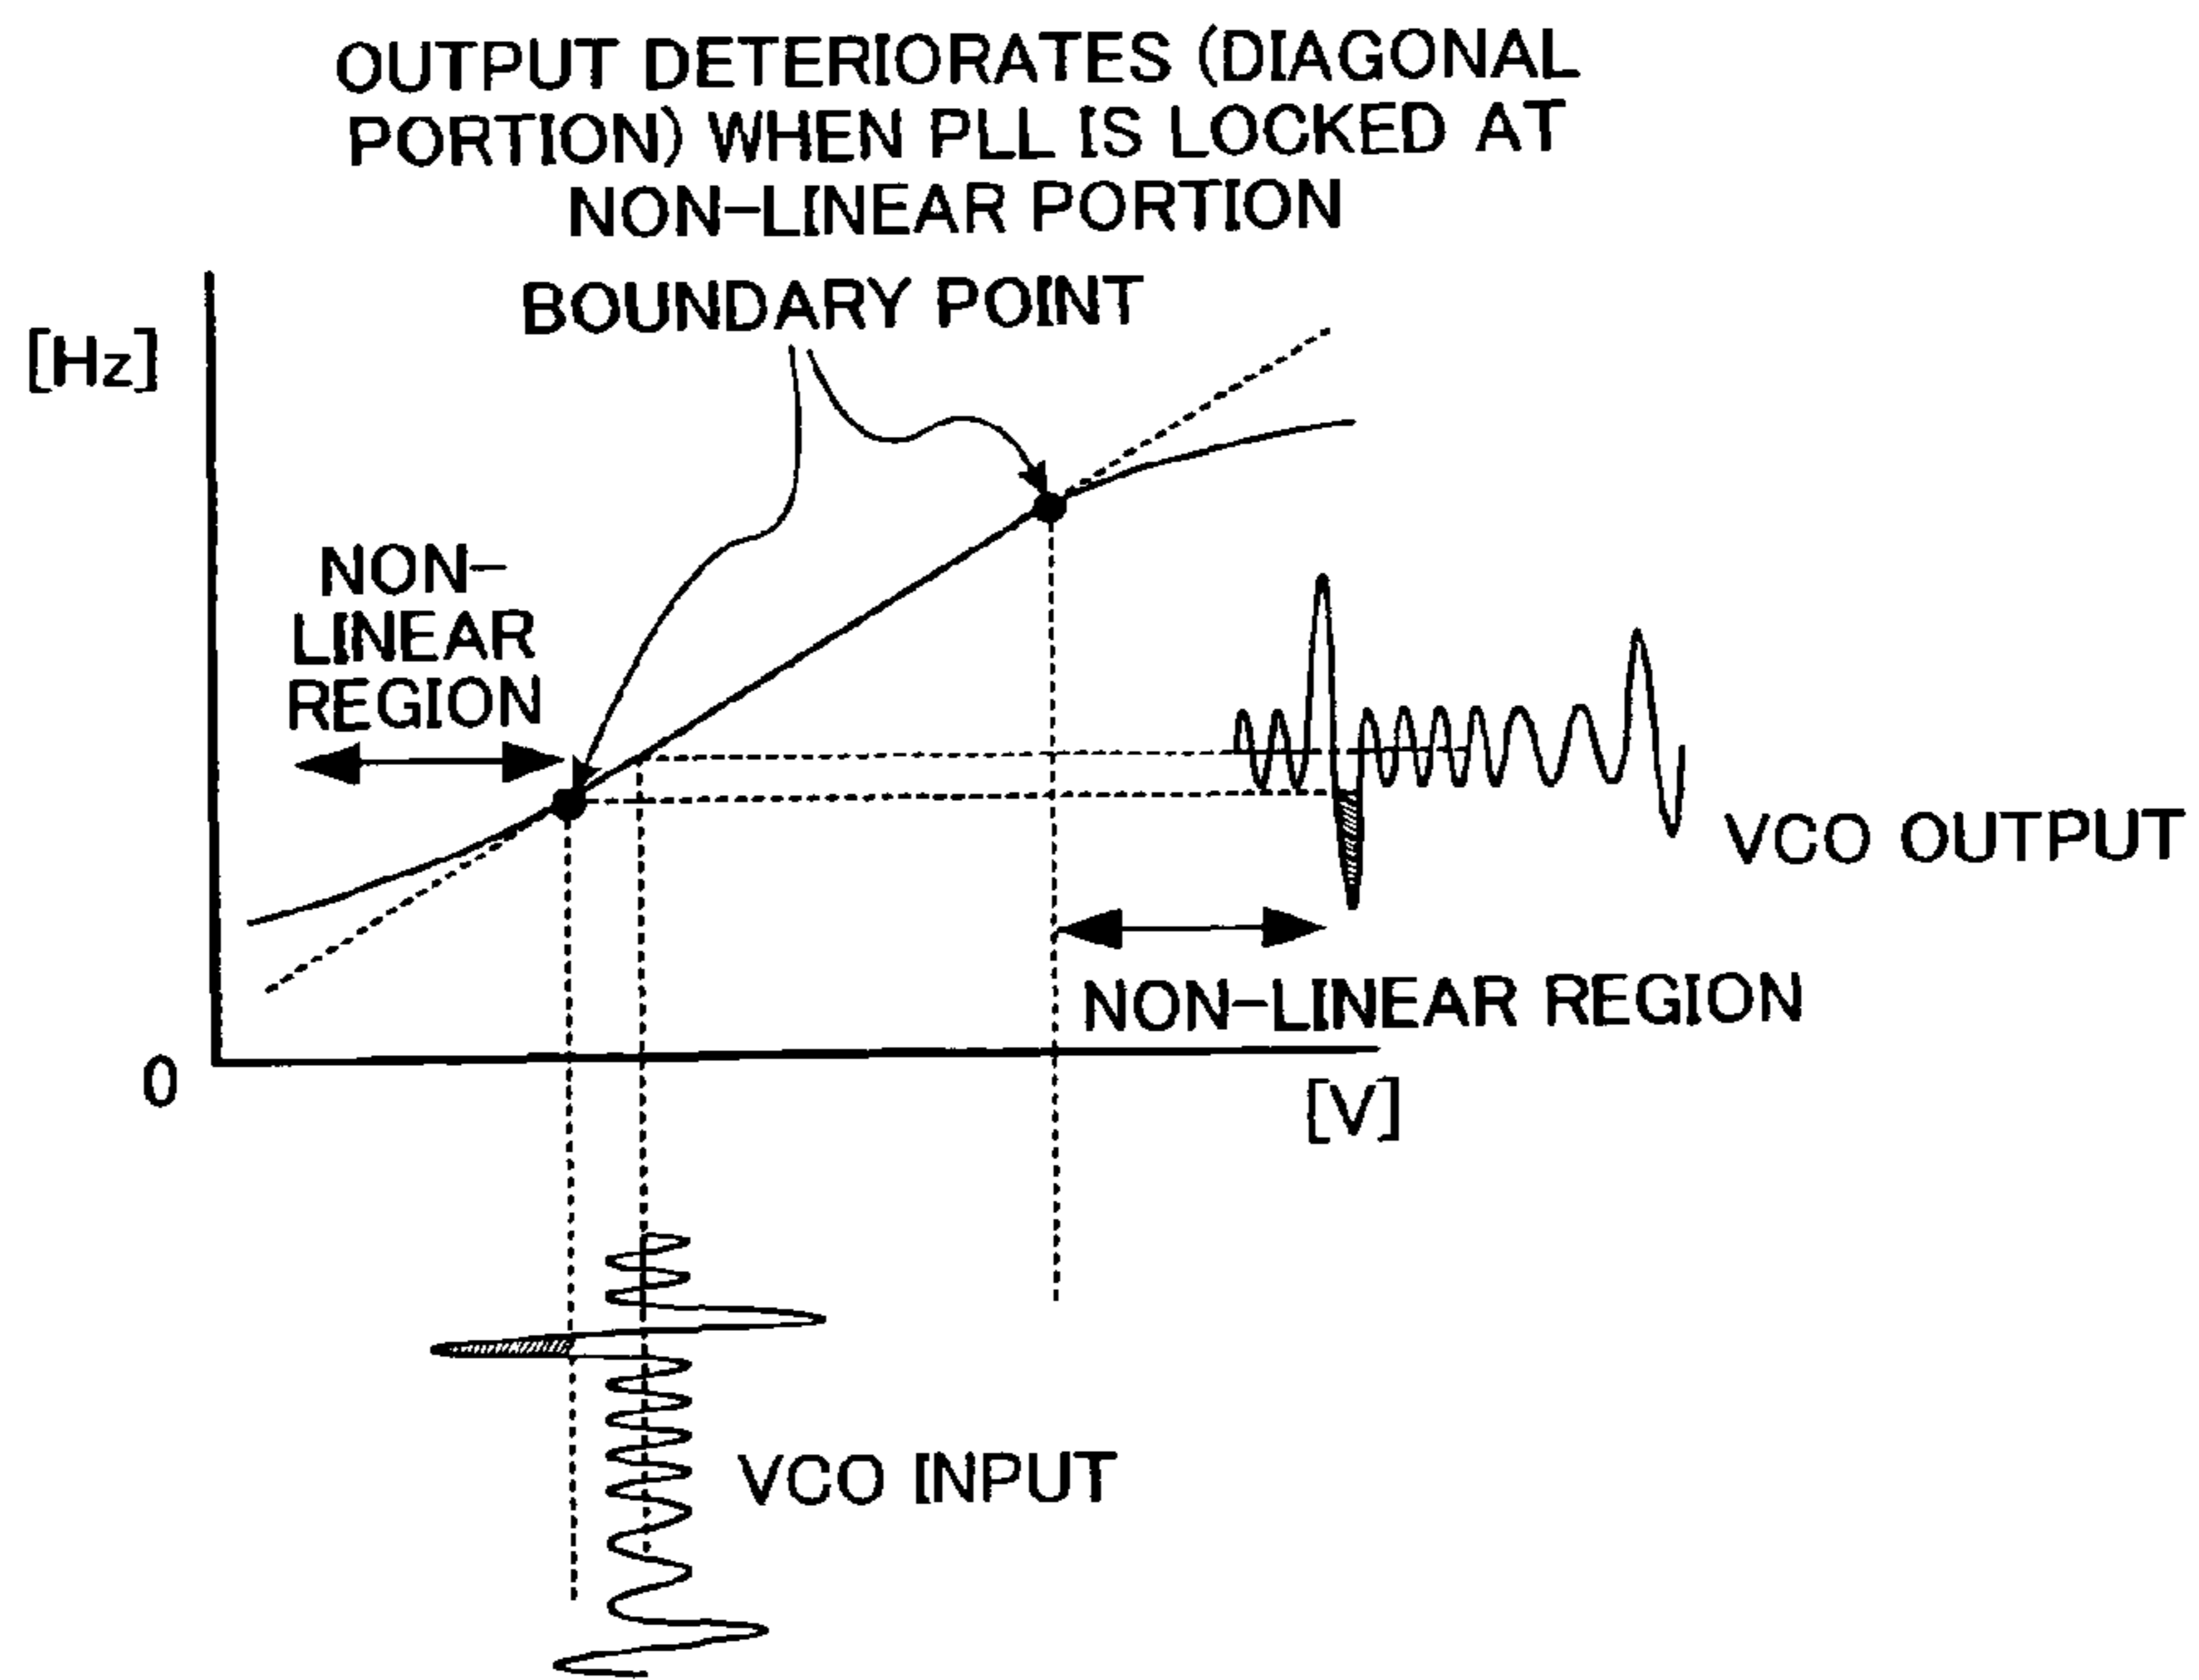 OUTPUT DETERIORATES (DIAGONAL
PORTION) WHEN PLL IS LOCKED AT
NON-LINEAR PORTION
BOUNDARY POINT
[Hz]
NON-
LINEAR
REGION
VCO OUTPUT
NON-LINEAR REGION
0
[V]
VCO INPUT